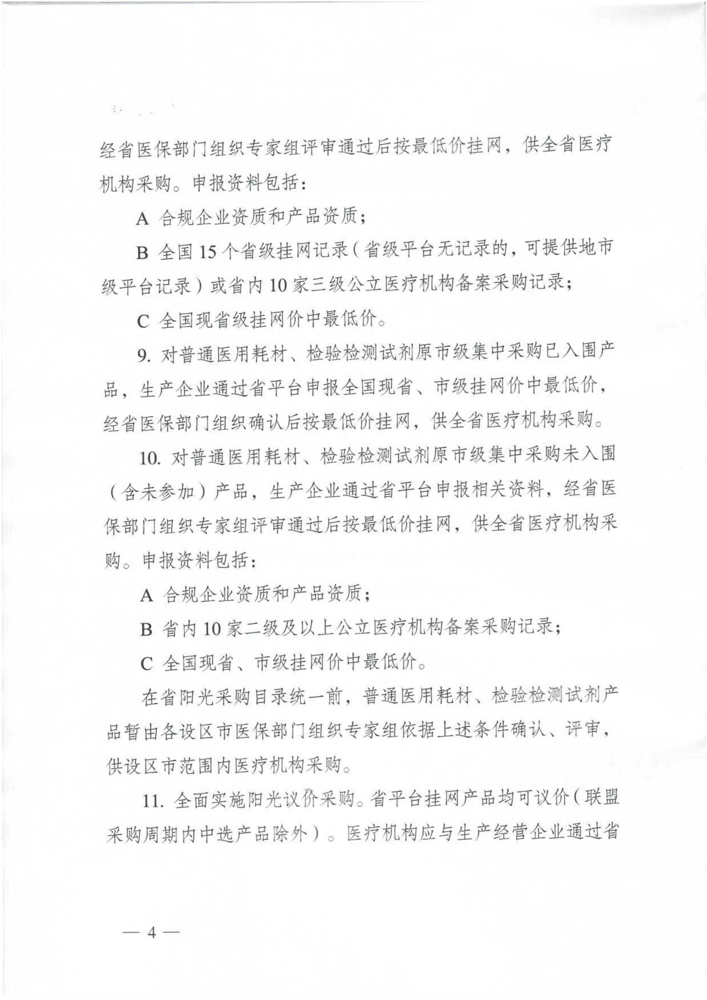 经省医保部门组织专家组评审通过后按最低价挂网，供全省医疗
机构采购。申报资料包括：
A 合规企业资质和产品资质；
B 全国 15 个省级挂网记录（省级平台无记录的，可提供地市
级平台记录）或省内 10 家三级公立医疗机构备案采购记录；
C 全国现省级挂网价中最低价。
9. 对普通医用耗材、检验检测试剂原市级集中采购已入围产
品，生产企业通过省平台申报全国现省、市级挂网价中最低价，
经省医保部门组织确认后按最低价挂网，供全省医疗机构采购。
10. 对普通医用耗材、检验检测试剂原市级集中采购未入围
（含未参加）产品，生产企业通过省平台申报相关资料，经省医
保部门组织专家组评审通过后按最低价挂网，供全省医疗机构采
购。申报资料包括：
A 合规企业资质和产品资质；
B 省内 10 家二级及以上公立医疗机构备案采购记录；
C 全国现省、市级挂网价中最低价。
在省阳光采购目录统一前，普通医用耗材、检验检测试剂产
品暂由各设区市医保部门组织专家组依据上述条件确认、评审，
供设区市范围内医疗机构采购。
11. 全面实施阳光议价采购。省平台挂网产品均可议价（联盟
采购周期内中选产品除外）。医疗机构应与生产经营企业通过省
— 4 —